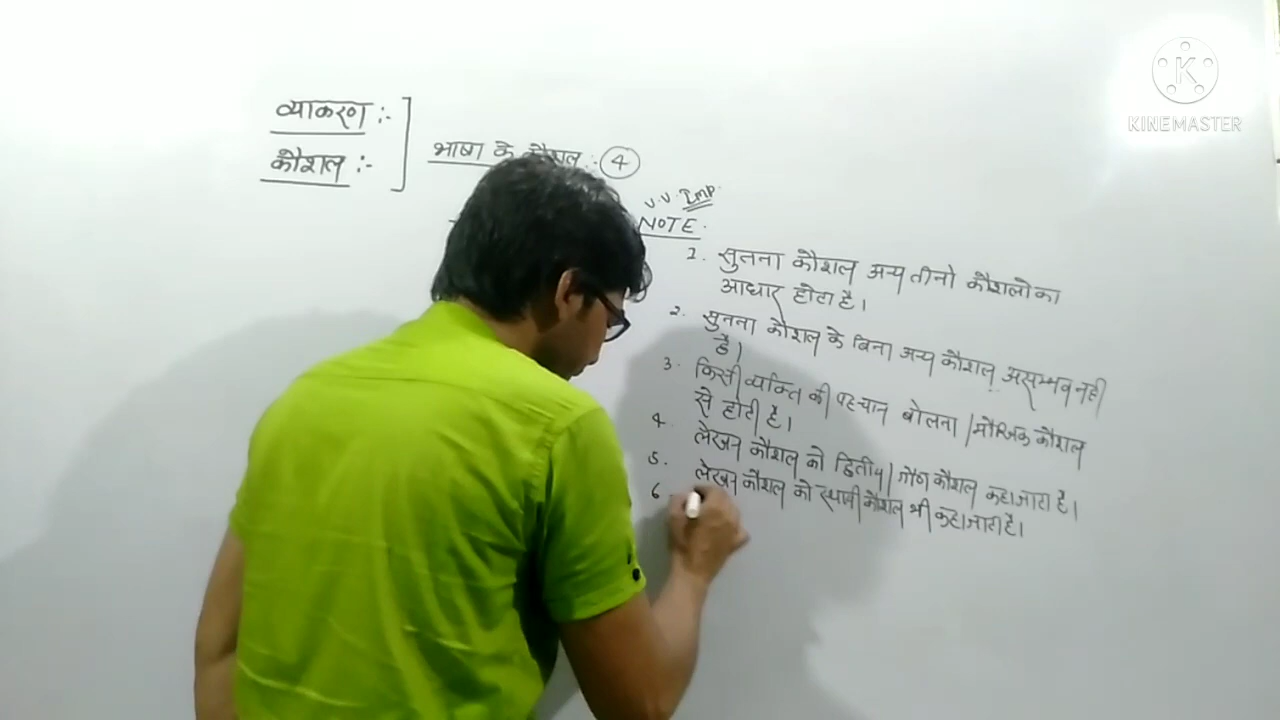 व्याकरण :-
कौशल :-
भाषा के कौशल :- 4
V.V. Imp.
NOTE.
1. सुनना कौशल अन्य तीनो कौशलो का
आधार होता है।
2. सुनना कौशल के बिना अन्य कौशल असम्भव नही
है।
3. किसी व्यक्ति की पहचान बोलना / मौखिक कौशल
से होती है।
4. लेखन कौशल को द्वितीय / गौण कौशल कहा जाता है।
5. लेखन कौशल को स्थायी कौशल भी कहा जाता है।
6
KINEMASTER